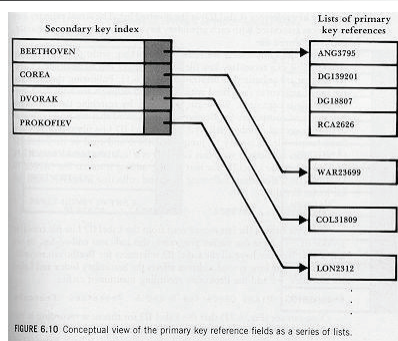 Secondary key index
Lists of primary
key references
BEETHOVEN
COREA
DVORAK
PROKOFIEV
ANG3795
DG139201
DG18807
RCA2626
WAR23699
COL31809
LON2312
FIGURE 6.10 Conceptual view of the primary key reference fields as a series of lists.